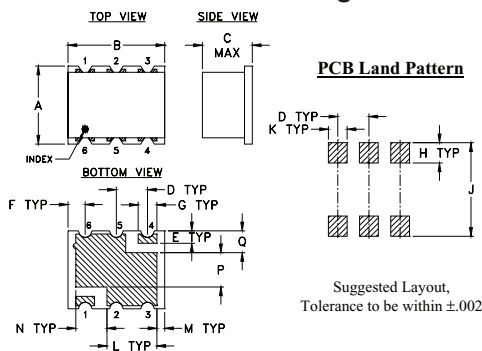 TOP VIEW
SIDE VIEW
B
C
MAX
1 2 3
A
6 5 4
INDEX
BOTTOM VIEW
D TYP
F TYP
G TYP
6 5 4
E TYP
Q
P
1 2 3
N TYP
M TYP
L TYP
PCB Land Pattern
D TYP
K TYP
H TYP
J
Suggested Layout,
Tolerance to be within ±.002